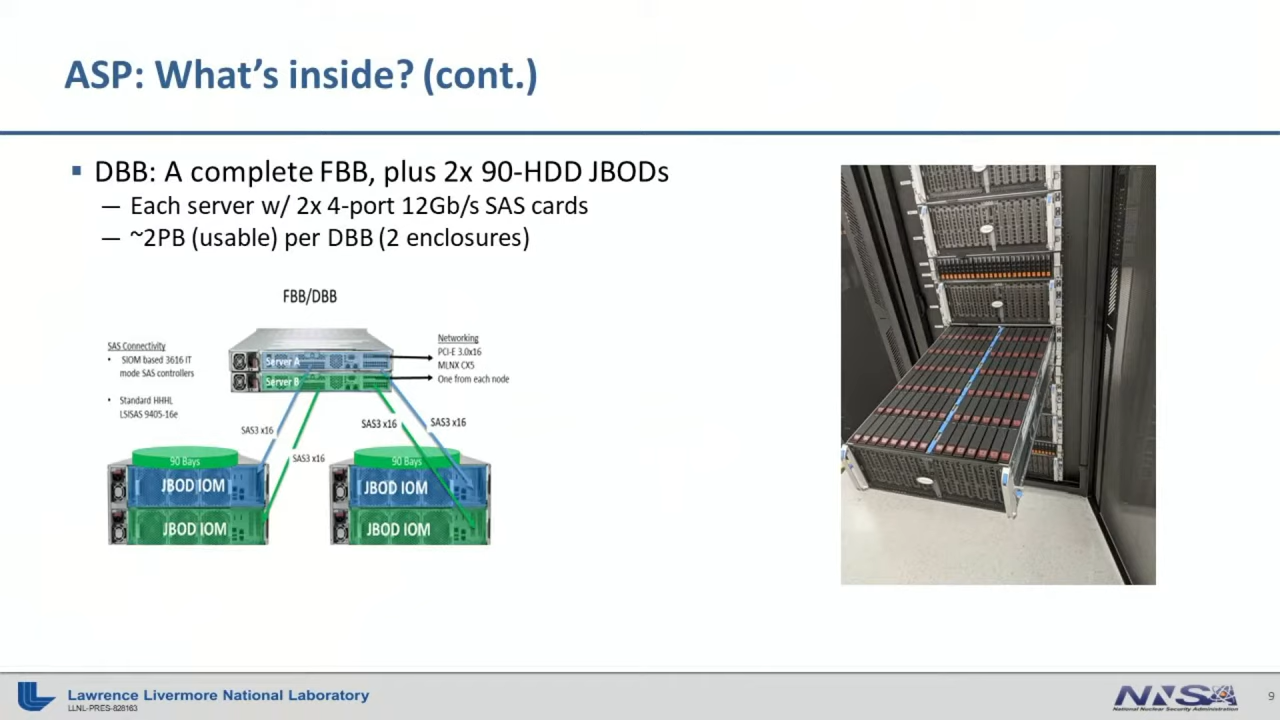 ASP: What's inside? (cont.)
▪ DBB: A complete FBB, plus 2x 90-HDD JBODs
— Each server w/ 2x 4-port 12Gb/s SAS cards
— ~2PB (usable) per DBB (2 enclosures)
FBB/DBB
SAS Connectivity
• SIOM based 3616 IT
mode SAS controllers
• Standard HHHL
LSISAS 9405-16e
Server A
Server B
Networking
PCI-E 3.0x16
MLNX CX5
One from each node
SAS3 x16
SAS3 x16
SAS3 x16
SAS3 x16
90 Bays
JBOD IOM
JBOD IOM
90 Bays
JBOD IOM
JBOD IOM
Lawrence Livermore National Laboratory
LLNL-PRES-828163
NNSA
National Nuclear Security Administration
9